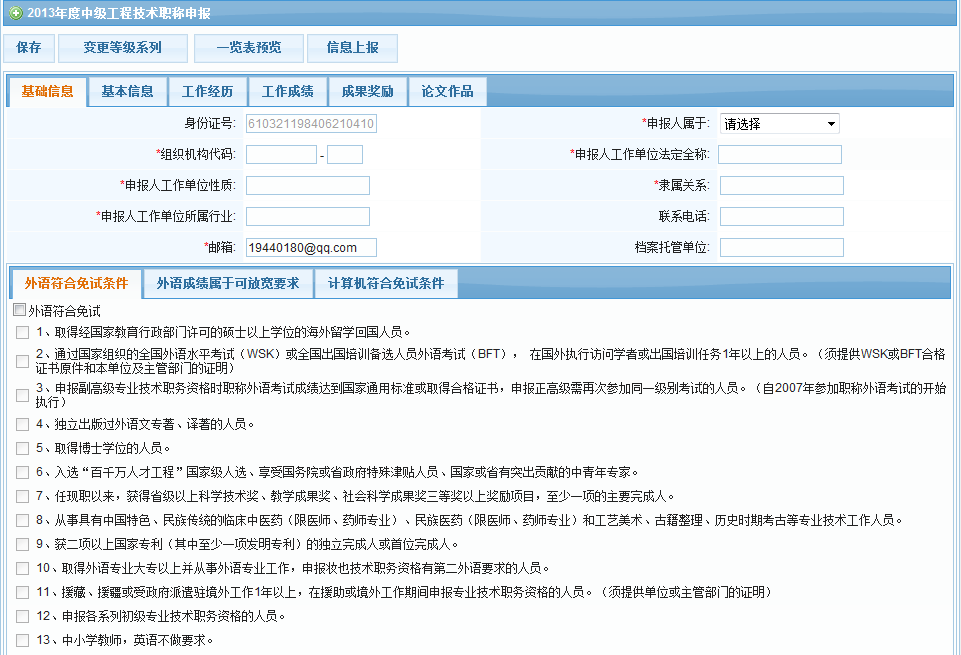 2013年度中级工程技术职称申报
保存 变更等级系列 一览表预览 信息上报
基础信息 基本信息 工作经历 工作成绩 成果奖励 论文作品
身份证号: 610321198406210410 *申报人属于: 请选择
*组织机构代码: - *申报人工作单位法定全称:
*申报人工作单位性质: *隶属关系:
*申报人工作单位所属行业: 联系电话:
*邮箱: 19440180@qq.com 档案托管单位:
外语符合免试条件 外语成绩属于可放宽要求 计算机符合免试条件
外语符合免试
1、取得经国家教育行政部门许可的硕士以上学位的海外留学回国人员。
2、通过国家组织的全国外语水平考试（WSK）或全国出国培训备选人员外语考试（BFT）， 在国外执行访问学者或出国培训任务1年以上的人员。（须提供WSK或BFT合格
证书原件和本单位及主管部门的证明）
3、申报副高级专业技术职务资格时职称外语考试成绩达到国家通用标准或取得合格证书，申报正高级需再次参加同一级别考试的人员。（自2007年参加职称外语考试的开始
执行）
4、独立出版过外语文专著、译著的人员。
5、取得博士学位的人员。
6、入选“百千万人才工程”国家级人选、享受国务院或省政府特殊津贴人员、国家或省有突出贡献的中青年专家。
7、任现职以来，获得省级以上科学技术奖、教学成果奖、社会科学成果奖三等奖以上奖励项目，至少一项的主要完成人。
8、从事具有中国特色、民族传统的临床中医药（限医师、药师专业）、民族医药（限医师、药师专业）和工艺美术、古籍整理、历史时期考古等专业技术工作人员。
9、获二项以上国家专利（其中至少一项发明专利）的独立完成人或首位完成人。
10、取得外语专业大专以上并从事外语专业工作，申报妆也技术职务资格有第二外语要求的人员。
11、援藏、援疆或受政府派遣驻境外工作1年以上，在援助或境外工作期间申报专业技术职务资格的人员。（须提供单位或主管部门的证明）
12、申报各系列初级专业技术职务资格的人员。
13、中小学教师，英语不做要求。